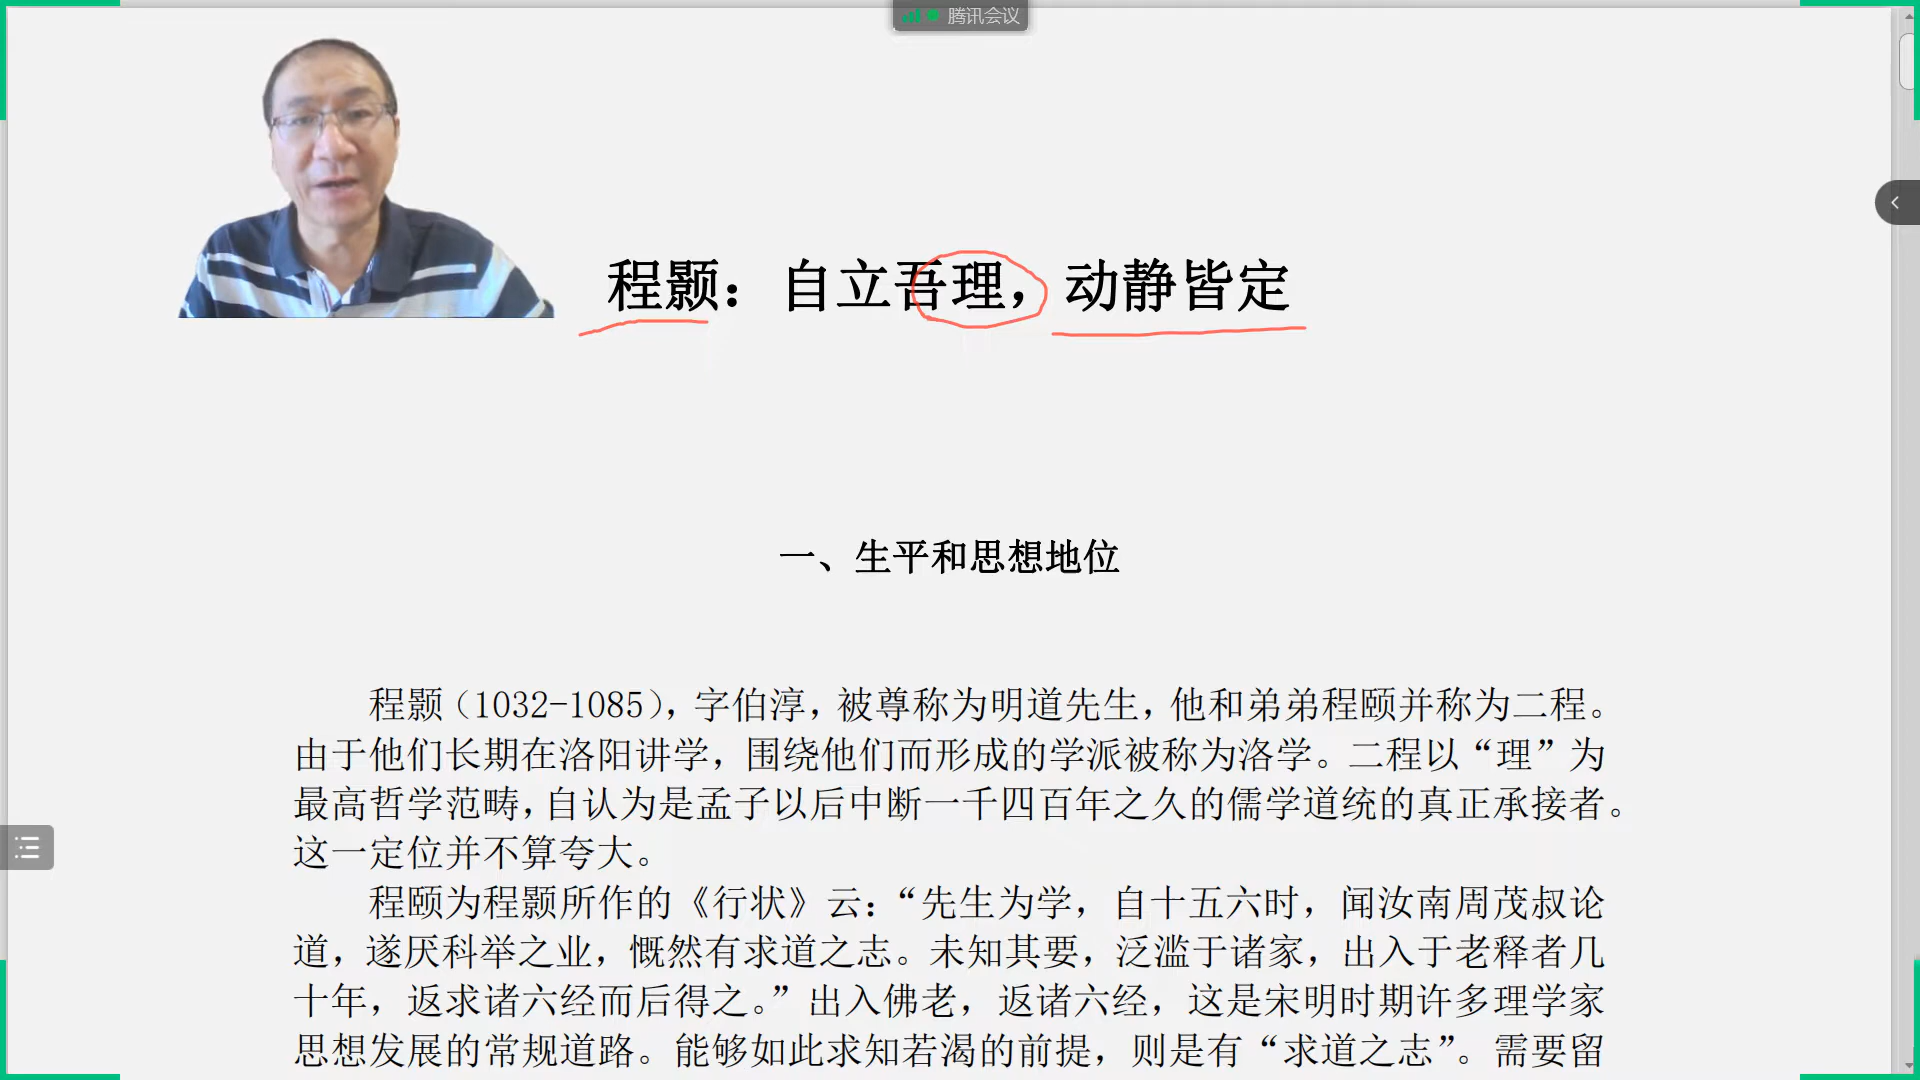 腾讯会议
程颢：自立吾理，动静皆定
一、生平和思想地位
程颢（1032-1085），字伯淳，被尊称为明道先生，他和弟弟程颐并称为二程。
由于他们长期在洛阳讲学，围绕他们而形成的学派被称为洛学。二程以“理”为
最高哲学范畴，自认为是孟子以后中断一千四百年之久的儒学道统的真正承接者。
这一定位并不算夸大。
程颐为程颢所作的《行状》云：“先生为学，自十五六时，闻汝南周茂叔论
道，遂厌科举之业，慨然有求道之志。未知其要，泛滥于诸家，出入于老释者几
十年，返求诸六经而后得之。”出入佛老，返诸六经，这是宋明时期许多理学家
思想发展的常规道路。能够如此求知若渴的前提，则是有“求道之志”。需要留